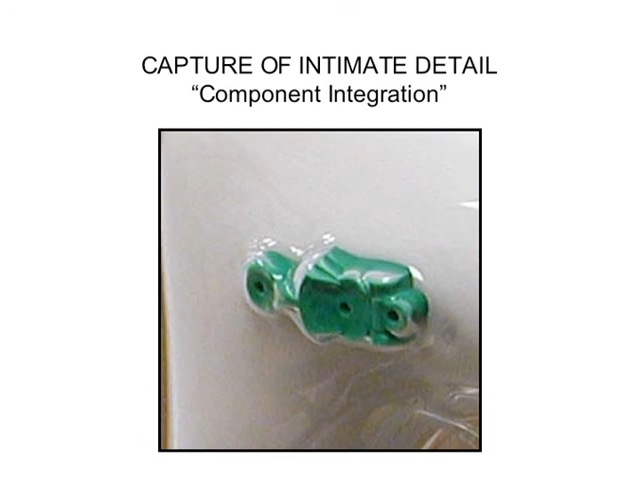 CAPTURE OF INTIMATE DETAIL
“Component Integration”